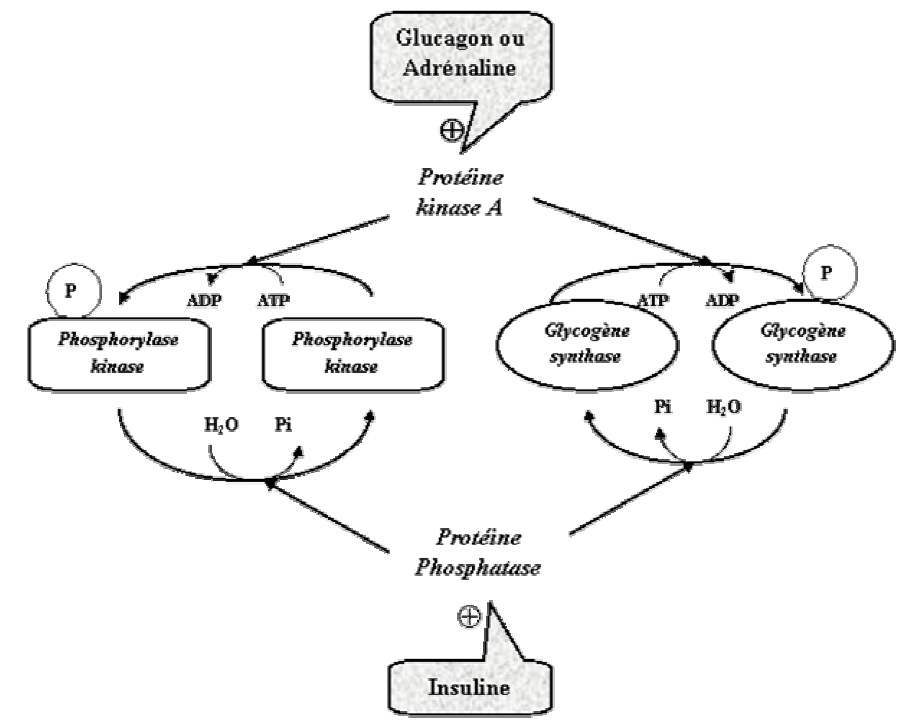 Glucagon ou
Adrénaline
Protéine
kinase A
P
ADP
ATP
ATP
ADP
P
Phosphorylase
kinase
Phosphorylase
kinase
Glycogène
synthase
Glycogène
synthase
H₂O
Pi
Pi
H₂O
Protéine
Phosphatase
Insuline